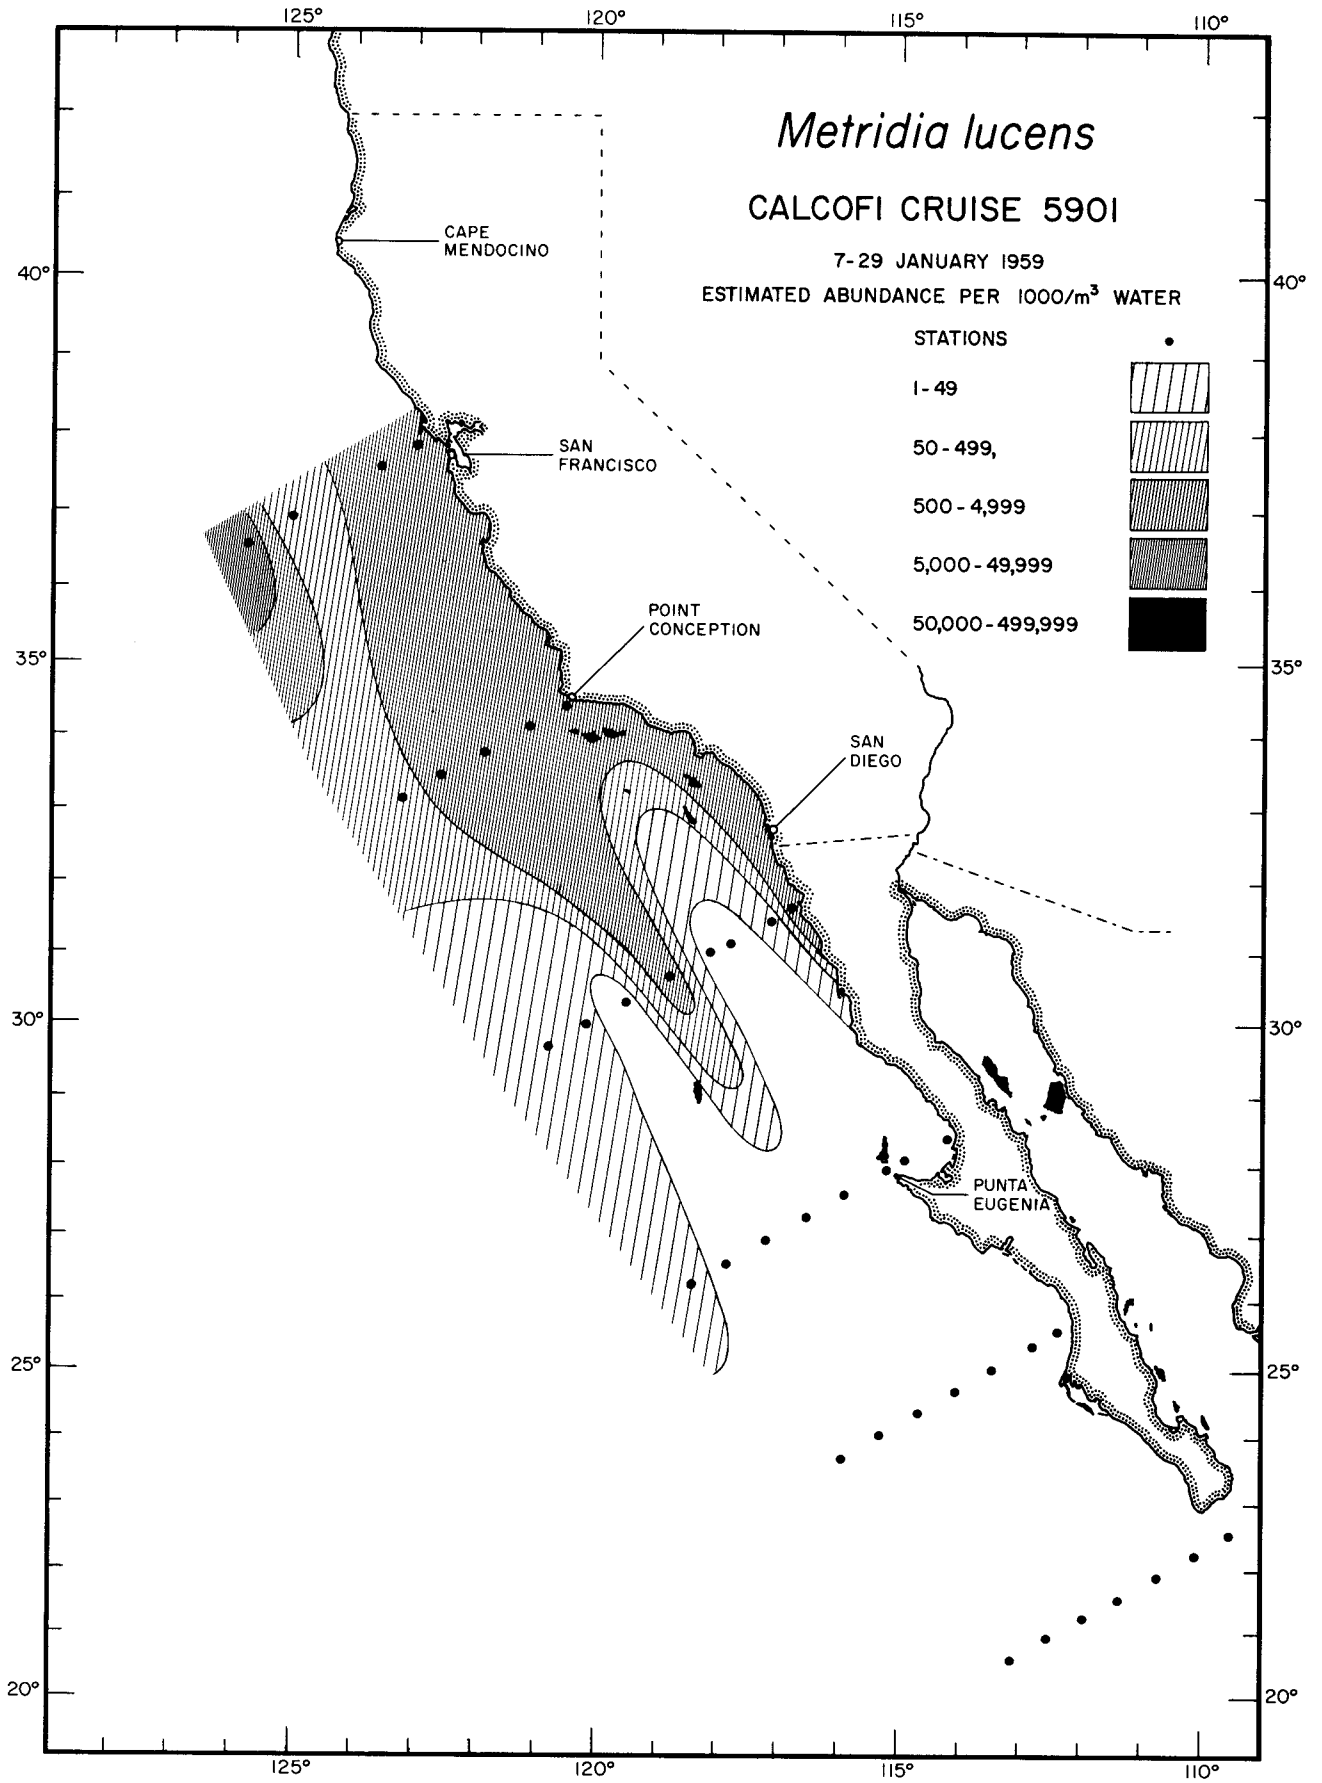 125°
120°
115°
110°
Metridia lucens
CALCOFI CRUISE 5901
7-29 JANUARY 1959
ESTIMATED ABUNDANCE PER 1000/m³ WATER
STATIONS
1-49
50-499,
500-4,999
5,000-49,999
50,000-499,999
CAPE
MENDOCINO
40°
40°
SAN
FRANCISCO
POINT
CONCEPTION
35°
35°
SAN
DIEGO
30°
30°
PUNTA
EUGENIA
25°
25°
20°
20°
125°
120°
115°
110°